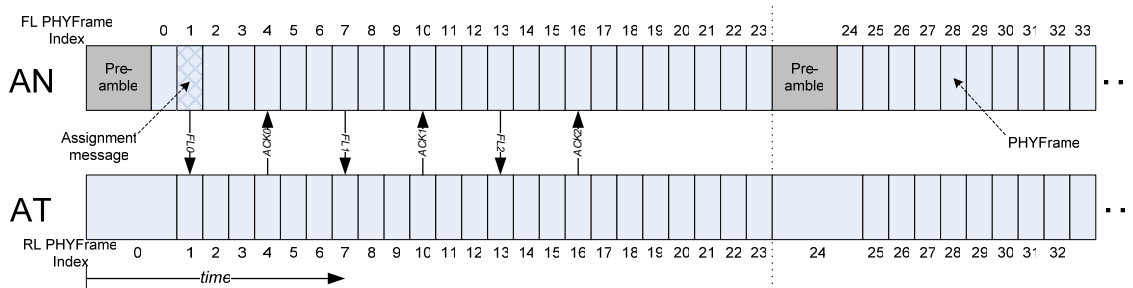 FL PHYFrame
Index
0 1 2 3 4 5 6 7 8 9 10 11 12 13 14 15 16 17 18 19 20 21 22 23 24 25 26 27 28 29 30 31 32 33
AN
Pre-
amble
Pre-
amble
Assignment
message
FL0
ACK0
FL1
ACK1
FL2
ACK2
PHYFrame
AT
RL PHYFrame
Index
0 1 2 3 4 5 6 7 8 9 10 11 12 13 14 15 16 17 18 19 20 21 22 23 24 25 26 27 28 29 30 31 32
time